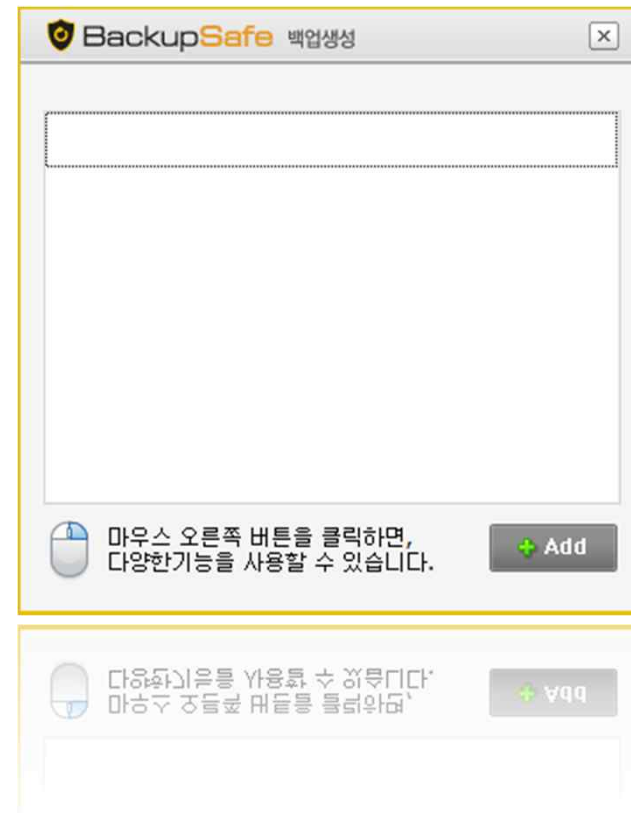 BackupSafe 백업생성
마우스 오른쪽 버튼을 클릭하면,
다양한기능을 사용할 수 있습니다.
Add